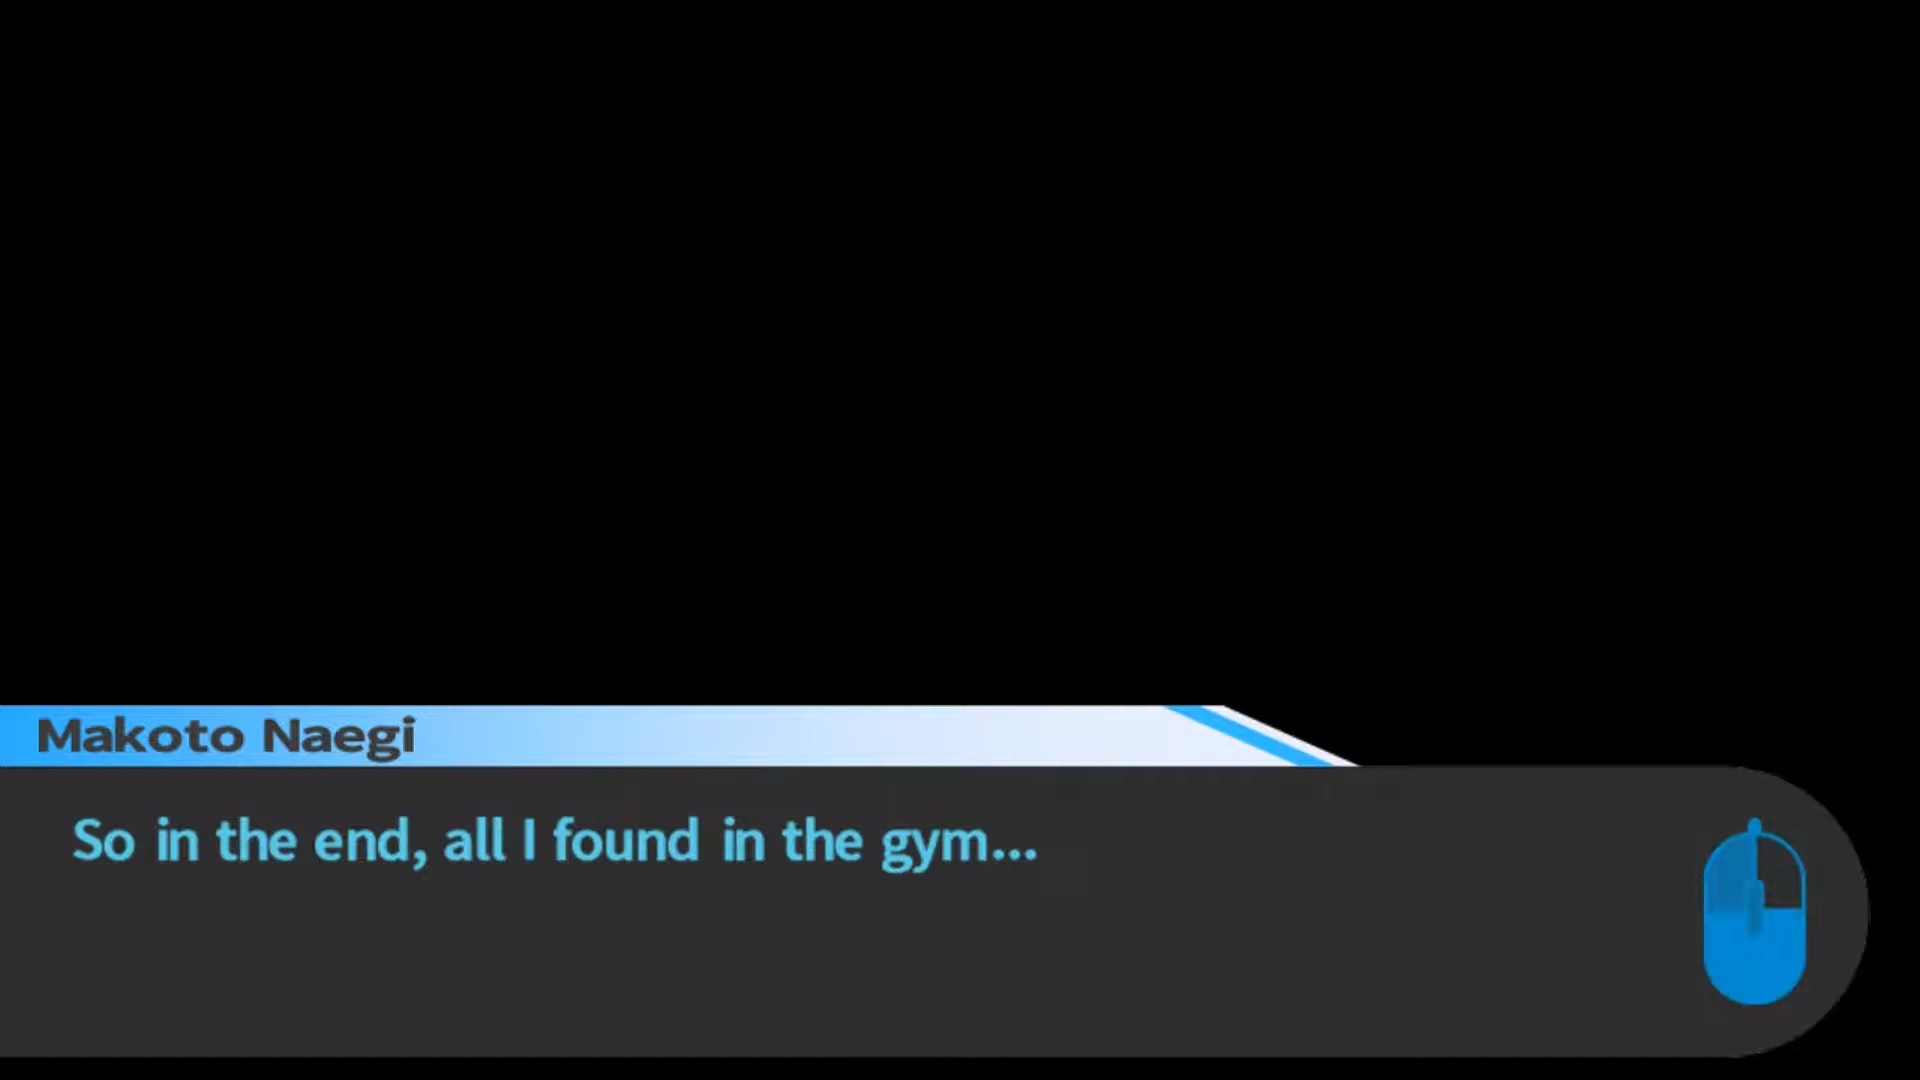 Makoto Naegi
So in the end, all I found in the gym...